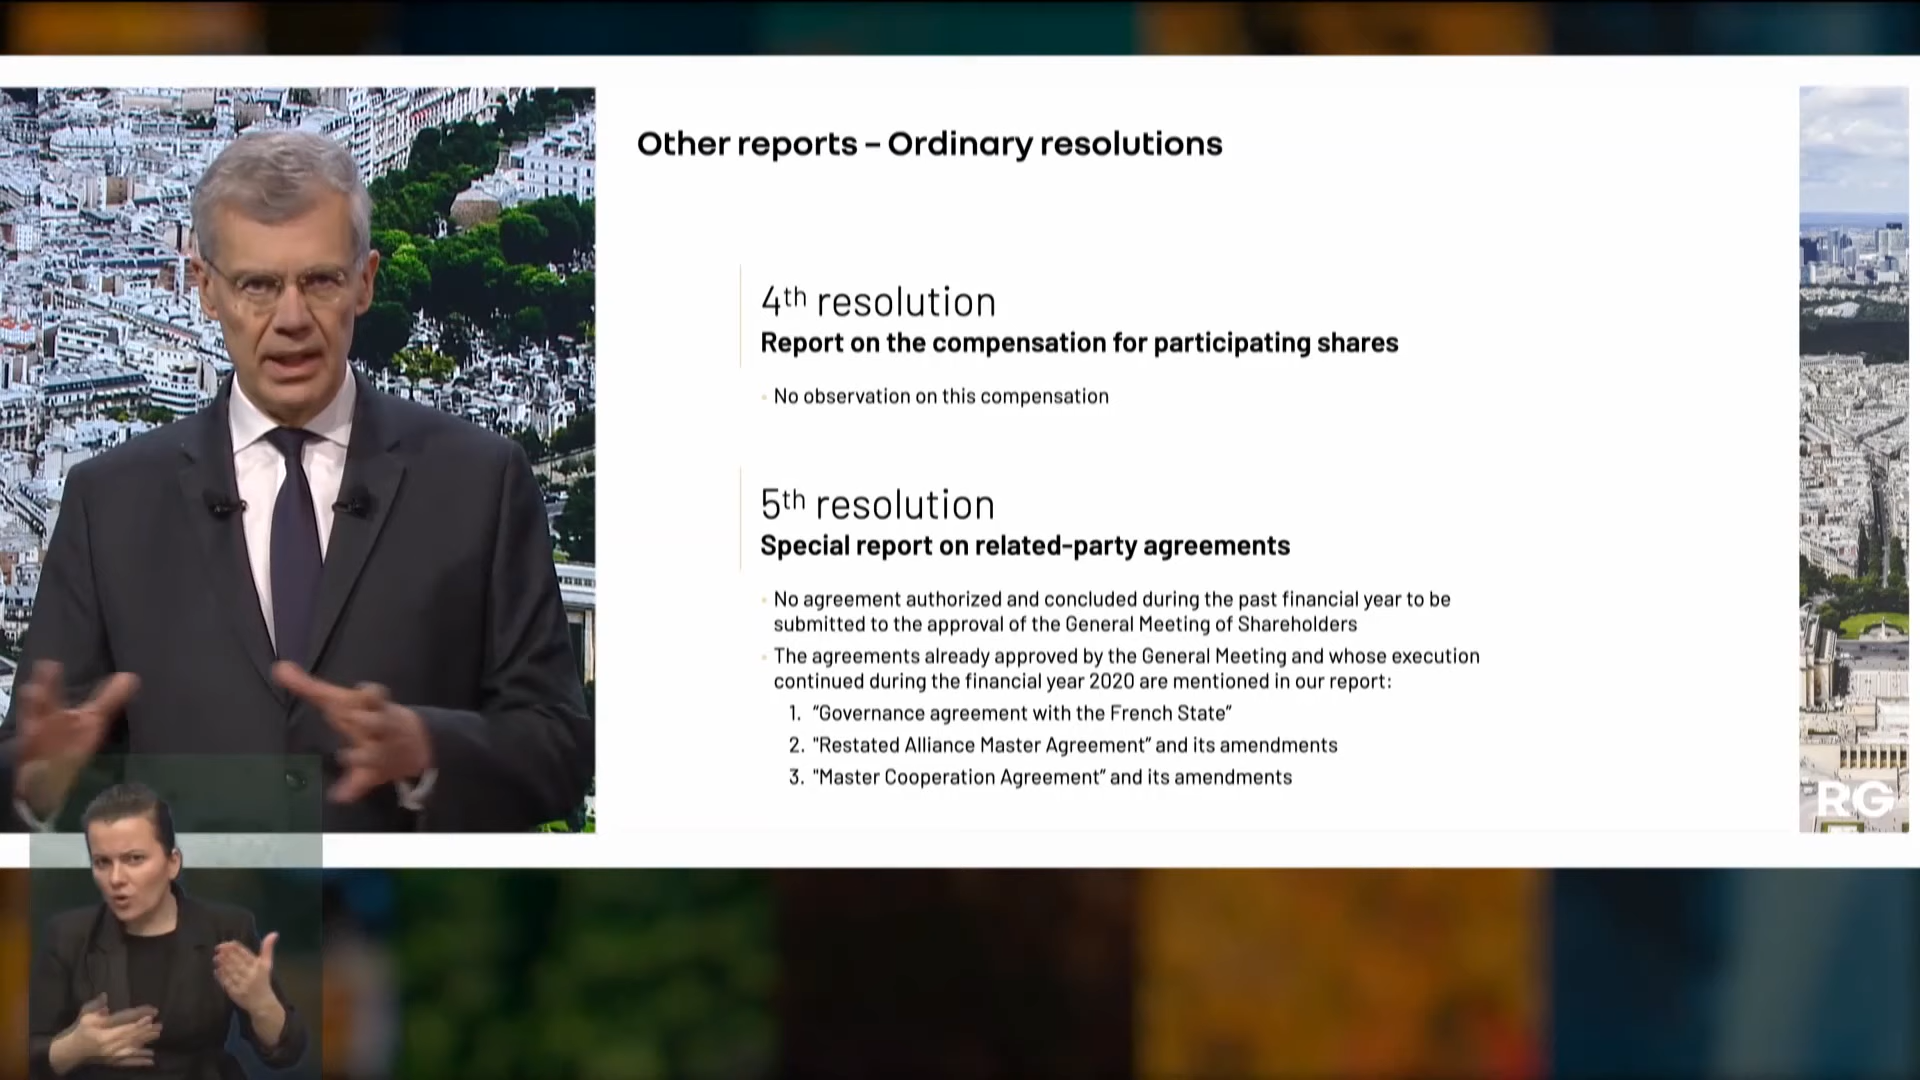 Other reports – Ordinary resolutions
4th resolution
Report on the compensation for participating shares
No observation on this compensation
5th resolution
Special report on related-party agreements
No agreement authorized and concluded during the past financial year to be
submitted to the approval of the General Meeting of Shareholders
The agreements already approved by the General Meeting and whose execution
continued during the financial year 2020 are mentioned in our report:
1. “Governance agreement with the French State”
2. "Restated Alliance Master Agreement” and its amendments
3. "Master Cooperation Agreement” and its amendments
RG